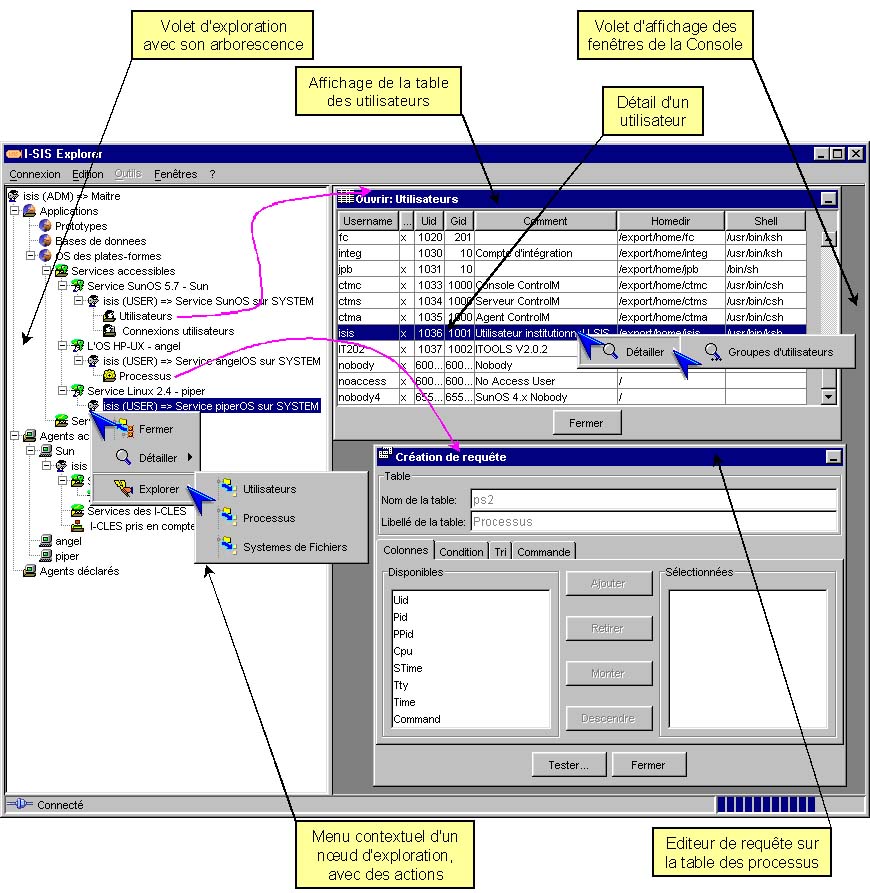 Volet d'exploration
avec son arborescence
Volet d'affichage des
fenêtres de la Console
Affichage de la table
des utilisateurs
Détail d'un
utilisateur
I-SIS Explorer
Connexion Edition Outils Fenêtres ?
isis (ADM) => Maitre
Applications
Prototypes
Bases de donnees
OS des plates-formes
Services accessibles
Service SunOS 5.7 - Sun
isis (USER) => Service SunOS sur SYSTEM
Utilisateurs
Connexions utilisateurs
L'OS HP-UX - angel
isis (USER) => Service angelOS sur SYSTEM
Processus
Service Linux 2.4 - piper
isis (USER) => Service piperOS sur SYSTEM
Ser
Agents ac
Sun
isis
S
Services des I-CLES
I-CLES pris en compte
angel
piper
Agents déclarés
Fermer
Détailler
Explorer
Utilisateurs
Processus
Systemes de Fichiers
Ouvrir: Utilisateurs
Username ... Uid Gid Comment Homedir Shell
fc x 1020 201 /export/home/fc /usr/bin/ksh
integ 1030 10 Compte d'intégration /export/home/integ /usr/bin/ksh
jpb x 1031 10 /export/home/jpb /bin/sh
ctmc x 1033 1000 Console ControlM /export/home/ctmc /usr/bin/ksh
ctms x 1034 1000 Serveur ControlM /export/home/ctms /usr/bin/ksh
ctma x 1035 1000 Agent ControlM /export/home/ctma /usr/bin/ksh
isis x 1036 1001 Utilisateur institutionnel I-SIS /export/home/isis /usr/bin/ksh
IT202 x 1037 1002 ITOOLS V2.0.2
nobody x 600... 600... Nobody
noaccess x 600... 600... No Access User /
nobody4 x 655... 655... SunOS 4.x Nobody /
Détailler
Groupes d'utilisateurs
Fermer
Création de requête
Table
Nom de la table: ps2
Libellé de la table: Processus
Colonnes Condition Tri Commande
Disponibles
Uid
Pid
PPid
Cpu
STime
Tty
Time
Command
Ajouter
Retirer
Monter
Descendre
Sélectionnées
Tester... Fermer
Connecté
Menu contextuel d'un
nœud d'exploration,
avec des actions
Editeur de requête sur
la table des processus